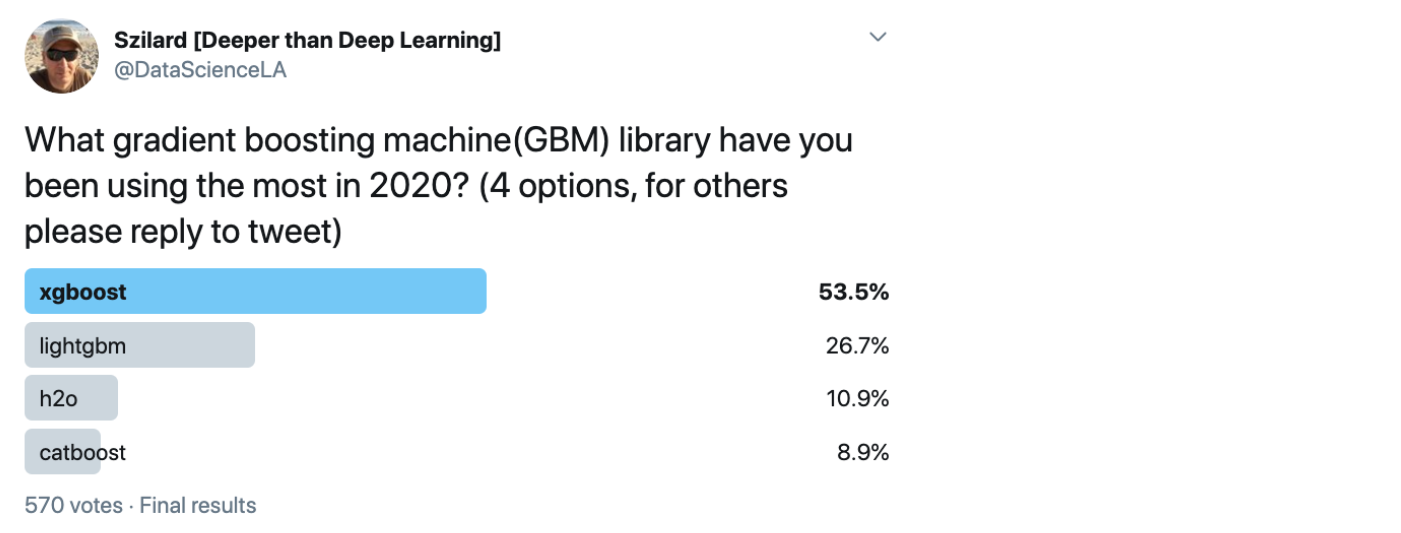 Szilard [Deeper than Deep Learning]
@DataScienceLA
What gradient boosting machine(GBM) library have you
been using the most in 2020? (4 options, for others
please reply to tweet)
xgboost 53.5%
lightgbm 26.7%
h2o 10.9%
catboost 8.9%
570 votes · Final results